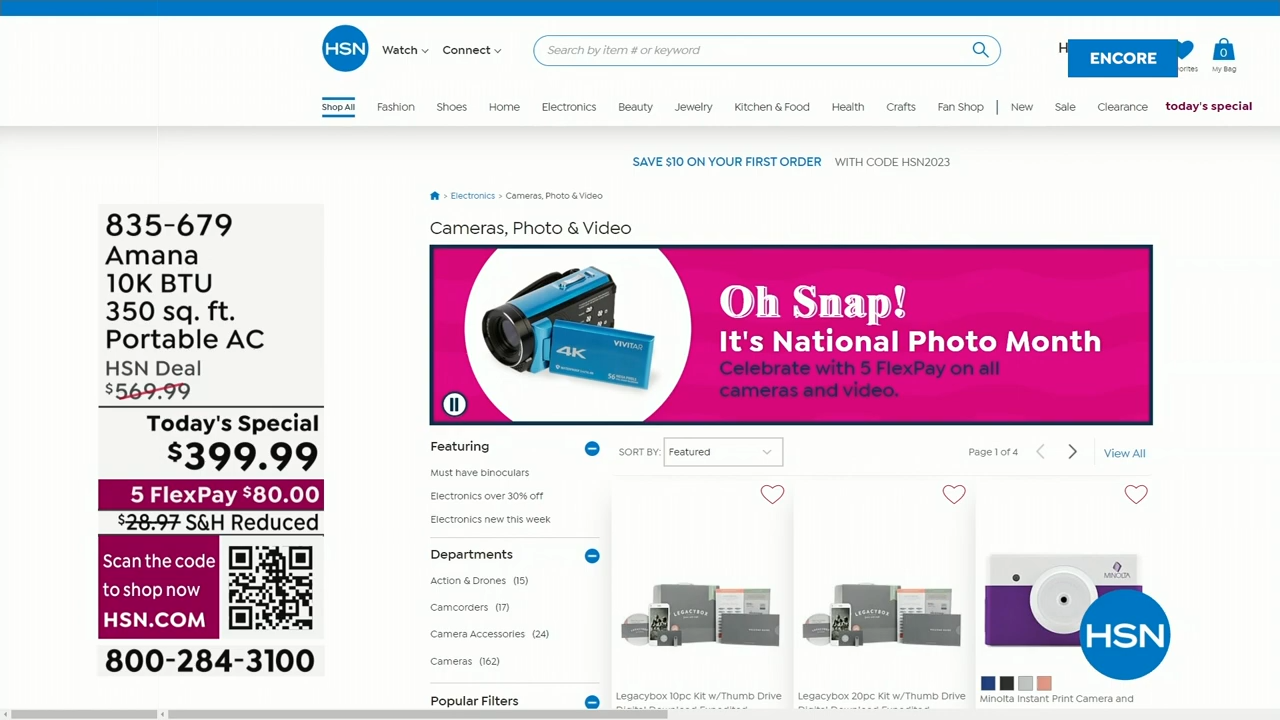 HSN
Watch
Connect
Search by item # or keyword
ENCORE
orites
0
My Bag
Shop All
Fashion
Shoes
Home
Electronics
Beauty
Jewelry
Kitchen & Food
Health
Crafts
Fan Shop
New
Sale
Clearance
today's special
SAVE $10 ON YOUR FIRST ORDER WITH CODE HSN2023
> Electronics > Cameras, Photo & Video
Cameras, Photo & Video
835-679
Amana
10K BTU
350 sq. ft.
Portable AC
HSN Deal
$569.99
Today's Special
$399.99
5 FlexPay $80.00
$28.97 S&H Reduced
Scan the code
to shop now
HSN.COM
800-284-3100
4K
VIVITAR
Oh Snap!
It's National Photo Month
Celebrate with 5 FlexPay on all
cameras and video.
Featuring
Must have binoculars
Electronics over 30% off
Electronics new this week
Departments
Action & Drones (15)
Camcorders (17)
Camera Accessories (24)
Cameras (162)
Popular Filters
SORT BY: Featured
Page 1 of 4
View All
LEGACYBOX
Legacybox 10pc Kit w/Thumb Drive
LEGACYBOX
Legacybox 20pc Kit w/Thumb Drive
MINOLTA
Minolta Instant Print Camera and
HSN